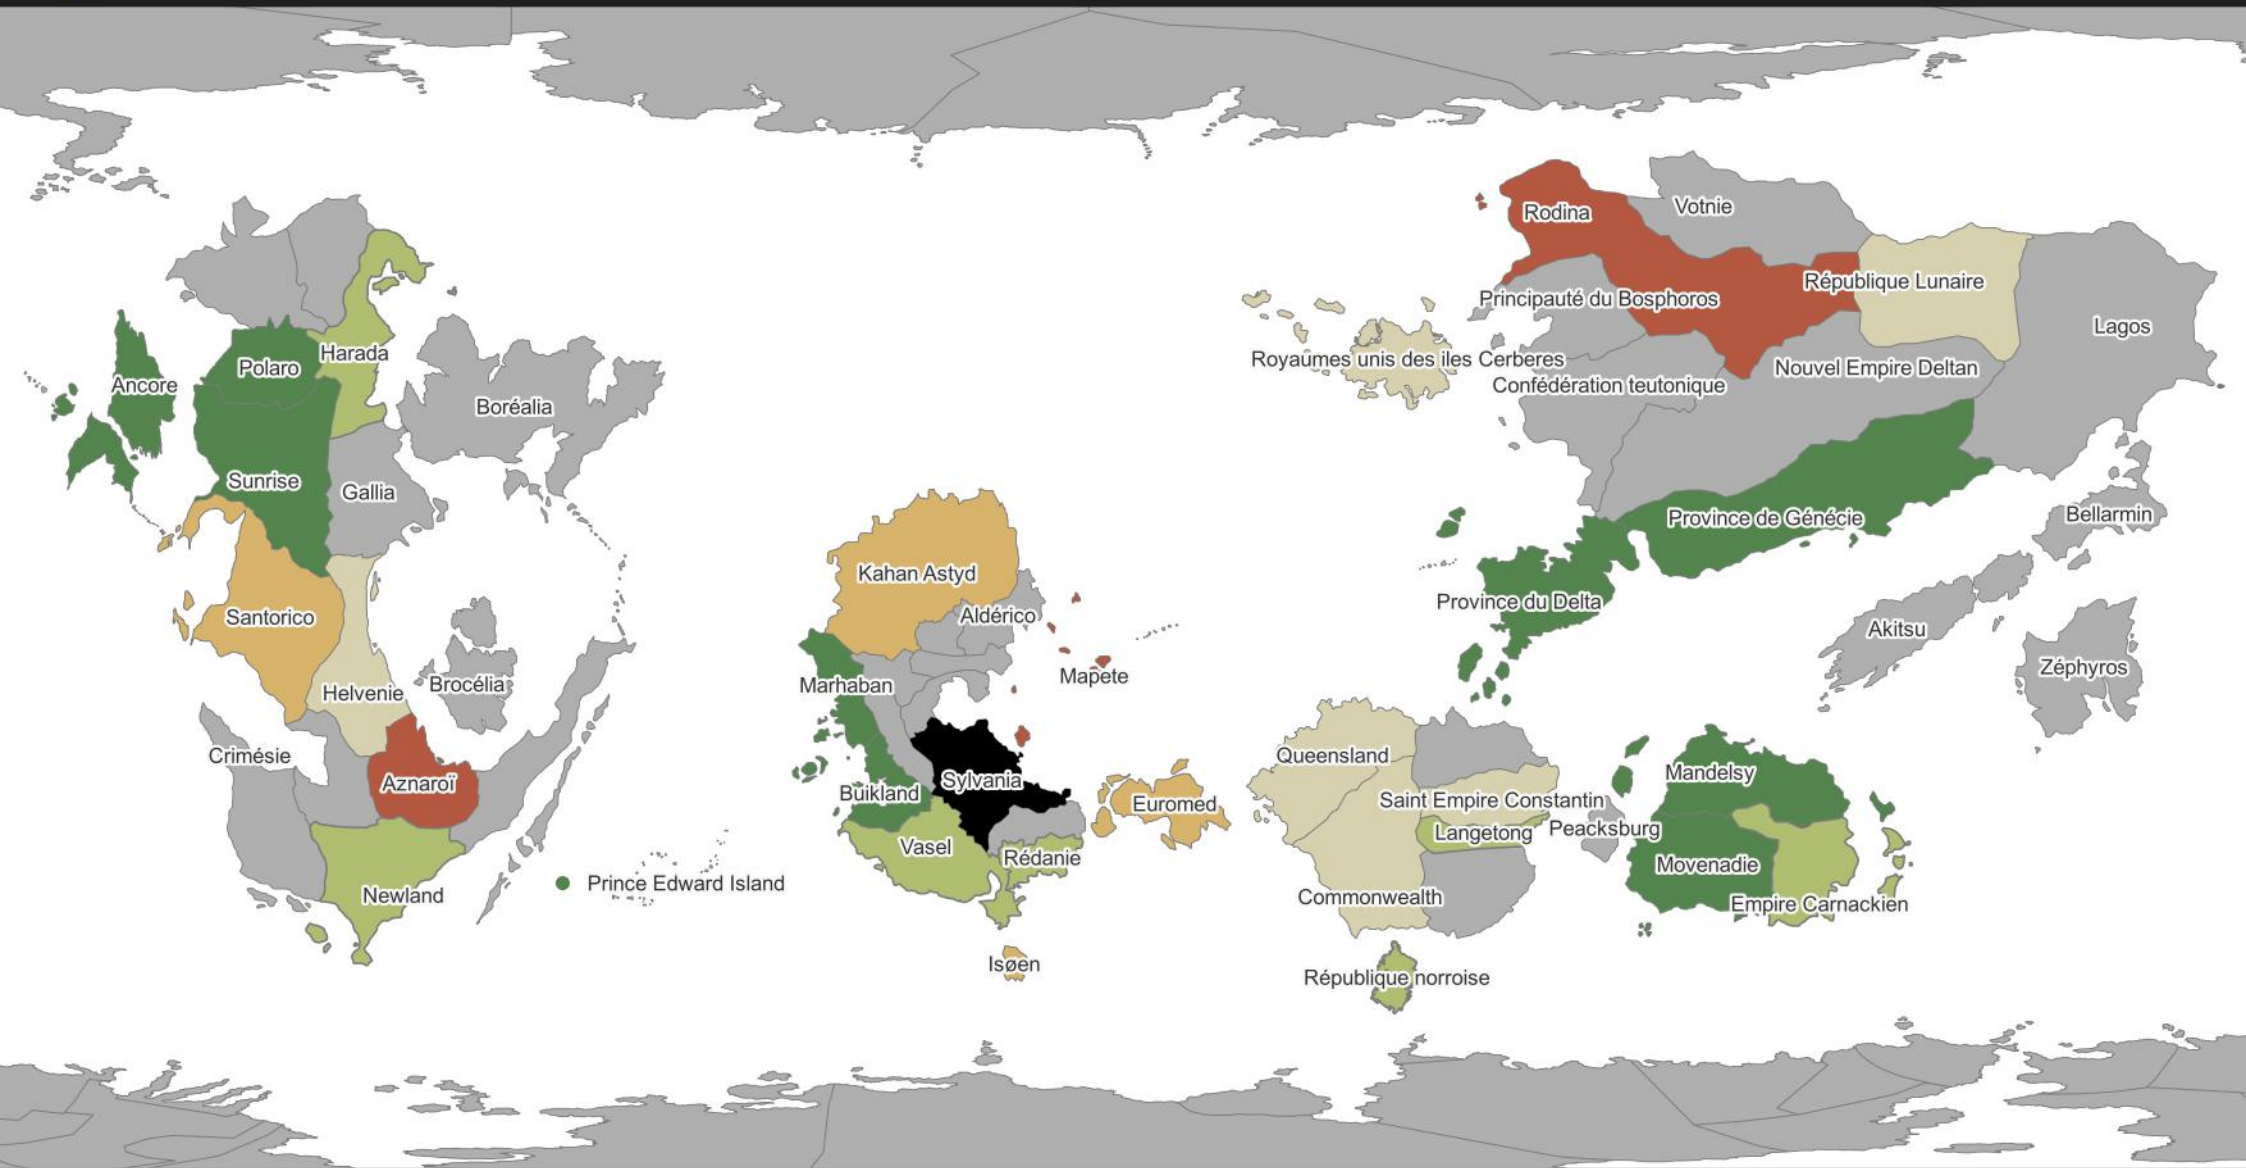 Rodina
Votnie
République Lunaire
Principauté du Bosphoros
Lagos
Harada
Polaro
Ancore
Royaumes unis des iles Cerberes
Nouvel Empire Deltan
Confédération teutonique
Boréalia
Sunrise
Gallia
Province de Génécie
Bellarmin
Kahan Astyd
Province du Delta
Santorico
Aldérico
Akitsu
Zéphyros
Mapete
Marhaban
Brocélia
Helvenie
Crimésie
Queensland
Mandelsy
Aznaroï
Sylvania
Buikland
Euromed
Saint Empire Constantin
Langetong
Peacksburg
Vasel
Rédanie
Movenadie
Prince Edward Island
Newland
Commonwealth
Empire Carnackien
Isøen
République norroise